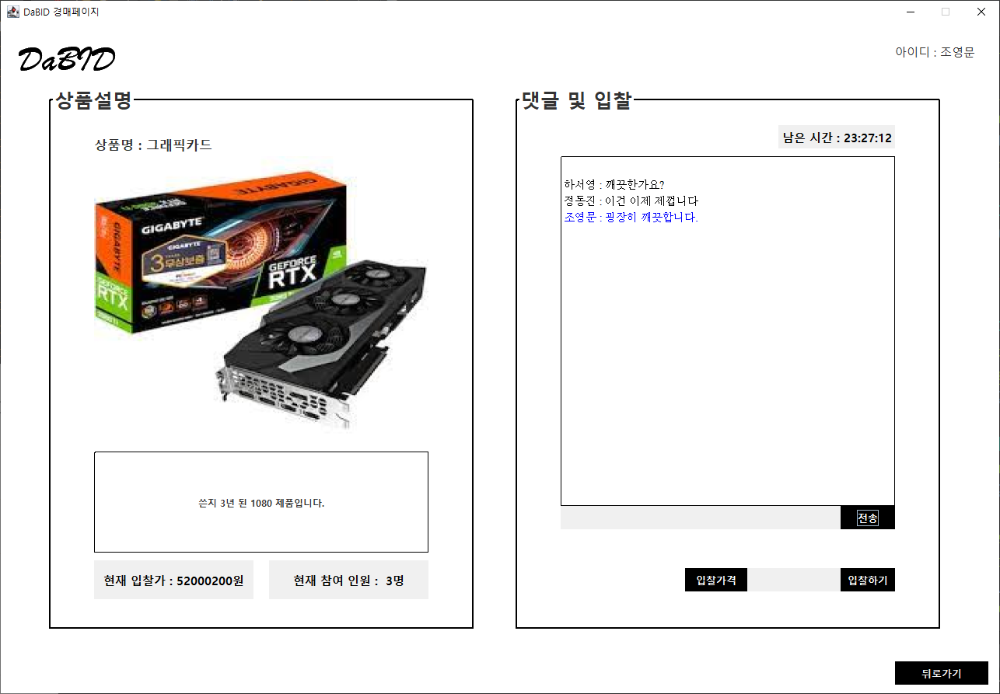 DaBID 경매페이지
DaBID
아이디 : 조영문
상품설명
상품명 : 그래픽카드
GIGABYTE
GIGABYTE
GIGABYTE
GIGABYTE
3무상보증
GEFORCE
RTX
GEFORCE
RTX
쓴지 3년 된 1080 제품입니다.
현재 입찰가 : 52000200원
현재 참여 인원 : 3명
댓글 및 입찰
남은 시간 : 23:27:12
하서영 : 깨끗한가요?
정동진 : 이건 이제 제껍니다
조영문 : 굉장히 깨끗합니다.
전송
입찰가격
입찰하기
뒤로가기